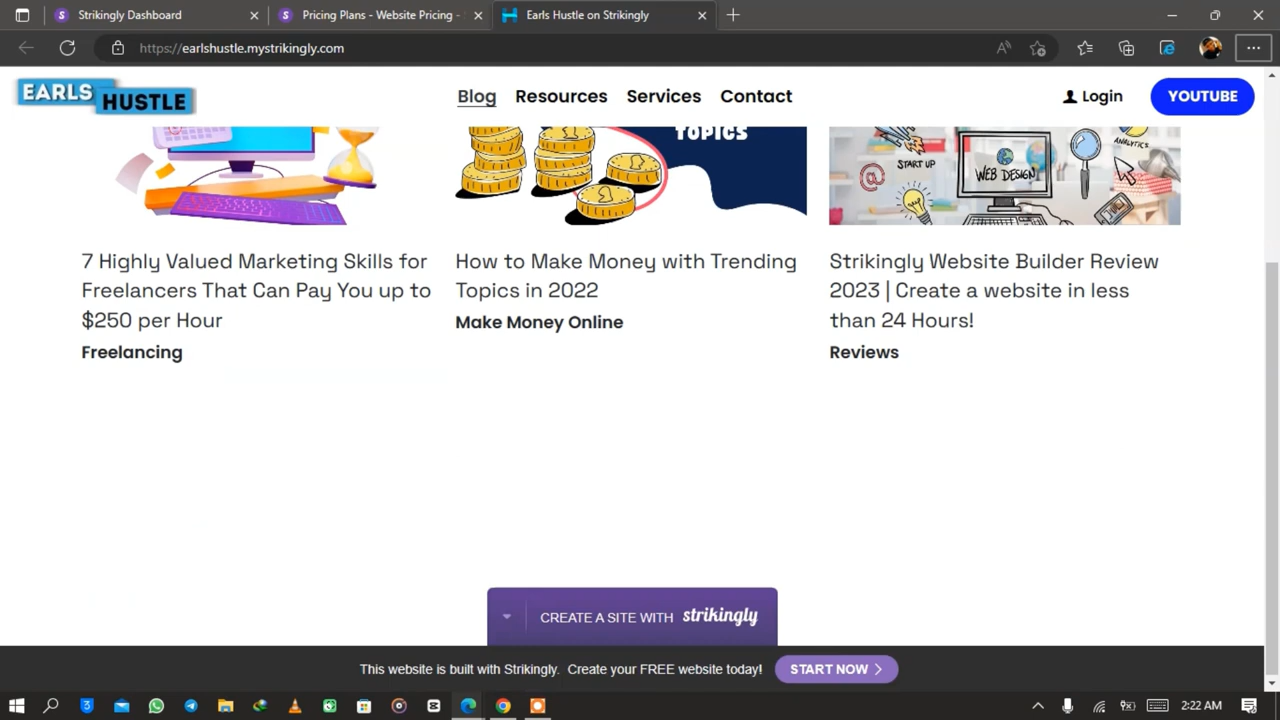 Strikingly Dashboard
Pricing Plans - Website Pricing -
Earls Hustle on Strikingly
https://earlshustle.mystrikingly.com
EARLS HUSTLE
Blog Resources Services Contact
Login
YOUTUBE
TOPICS
START UP
WEB DESIGN
ANALYTICS
7 Highly Valued Marketing Skills for
Freelancers That Can Pay You up to
$250 per Hour
Freelancing
How to Make Money with Trending
Topics in 2022
Make Money Online
Strikingly Website Builder Review
2023 | Create a website in less
than 24 Hours!
Reviews
CREATE A SITE WITH strikingly
This website is built with Strikingly. Create your FREE website today! START NOW
2:22 AM